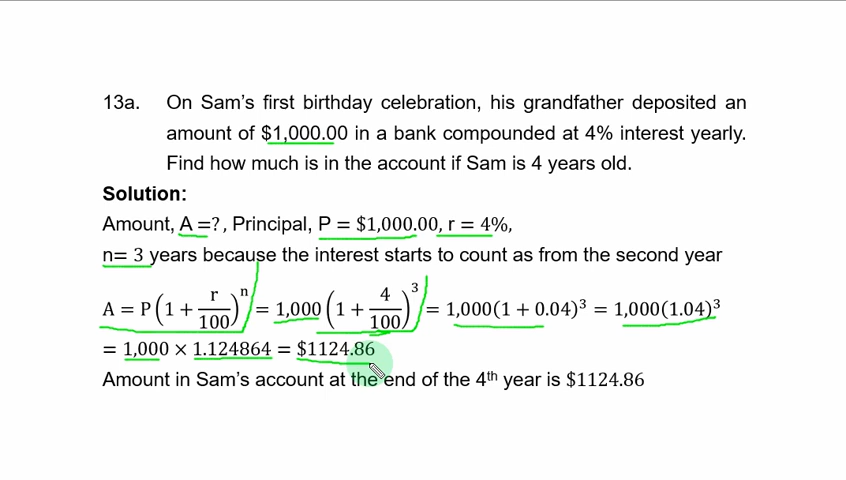 13a. On Sam's first birthday celebration, his grandfather deposited an
amount of $1,000.00 in a bank compounded at 4% interest yearly.
Find how much is in the account if Sam is 4 years old.
Solution:
Amount, A =?, Principal, P = $1,000.00, r = 4%,
n= 3 years because the interest starts to count as from the second year
A = P(1 + r/100)ⁿ = 1,000(1 + 4/100)³ = 1,000(1 + 0.04)³ = 1,000(1.04)³
= 1,000 × 1.124864 = $1124.86
Amount in Sam's account at the end of the 4th year is $1124.86